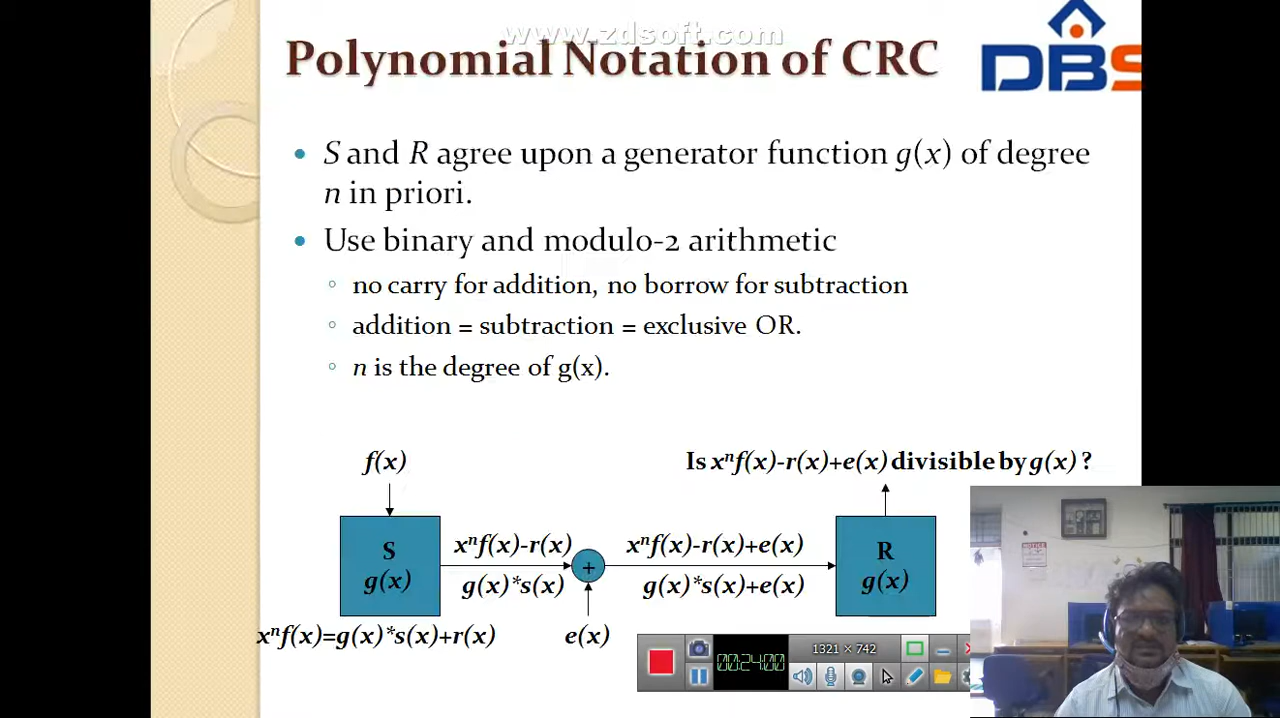 www.zdsoft.com
Polynomial Notation of CRC
DBS
• S and R agree upon a generator function g(x) of degree
n in priori.
• Use binary and modulo-2 arithmetic
◦ no carry for addition, no borrow for subtraction
◦ addition = subtraction = exclusive OR.
◦ n is the degree of g(x).
f(x)
Is xⁿf(x)-r(x)+e(x) divisible by g(x) ?
S
g(x)
xⁿf(x)-r(x)
g(x)*s(x)
+
xⁿf(x)-r(x)+e(x)
g(x)*s(x)+e(x)
R
g(x)
xⁿf(x)=g(x)*s(x)+r(x)
e(x)
00:24:00
1321 × 742